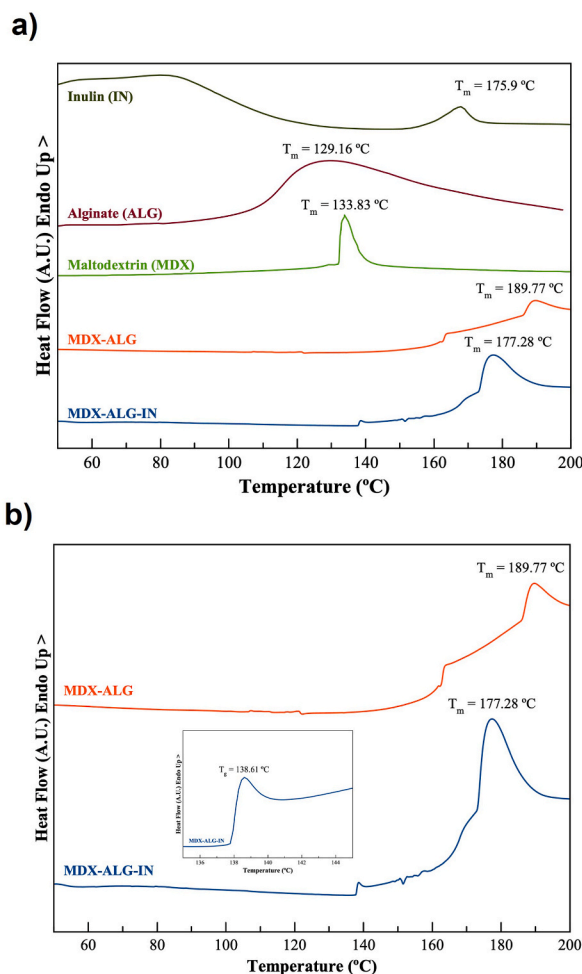 a)
Heat Flow (A.U.) Endo Up >
Inulin (IN)
Tm = 175.9 ºC
Tm = 129.16 ºC
Alginate (ALG)
Tm = 133.83 ºC
Maltodextrin (MDX)
Tm = 189.77 ºC
MDX-ALG
Tm = 177.28 ºC
MDX-ALG-IN
60 80 100 120 140 160 180 200
Temperature (ºC)
b)
Heat Flow (A.U.) Endo Up >
Tm = 189.77 ºC
MDX-ALG
Tm = 177.28 ºC
Heat Flow (A.U.) Endo Up >
Tg = 138.61 ºC
MDX-ALG-IN
136 138 140 142 144
Temperature (ºC)
MDX-ALG-IN
60 80 100 120 140 160 180 200
Temperature (ºC)